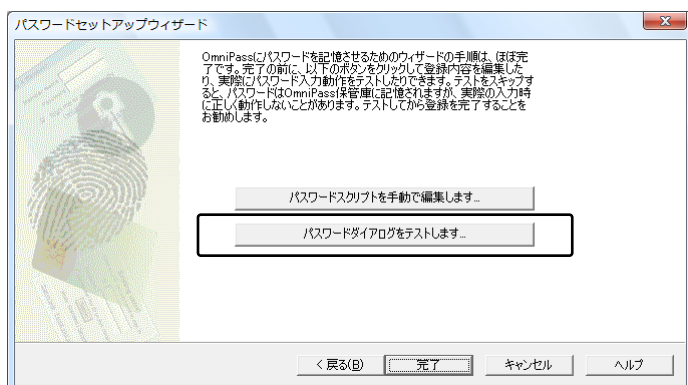 パスワードセットアップウィザード
OmniPassにパスワードを記憶させるためのウィザードの手順は、ほぼ完
了です。完了の前に、以下のボタンをクリックして登録内容を編集した
り、実際にパスワード入力動作をテストしたりできます。テストをスキップす
ると、パスワードはOmniPass保管庫に記憶されますが、実際の入力時
に正しく動作しないことがあります。テストしてから登録を完了することを
お勧めします。
パスワードスクリプトを手動で編集します...
パスワードダイアログをテストします...
< 戻る(B)
完了
キャンセル
ヘルプ